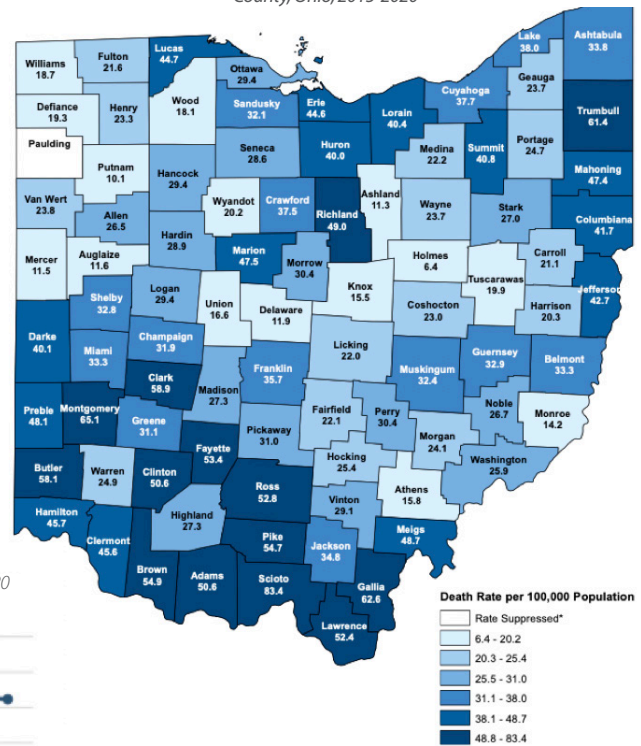 County, Ohio, 2015-2020
Williams
18.7
Fulton
21.6
Lucas
44.7
Ottawa
29.4
Lake
38.0
Ashtabula
33.8
Defiance
19.3
Henry
23.3
Wood
18.1
Sandusky
32.1
Erie
44.6
Lorain
40.4
Cuyahoga
37.7
Geauga
23.7
Trumbull
61.4
Paulding
Putnam
10.1
Hancock
29.4
Seneca
28.6
Huron
40.0
Medina
22.2
Summit
40.8
Portage
24.7
Mahoning
47.4
Van Wert
23.8
Allen
26.5
Wyandot
20.2
Crawford
37.5
Richland
49.0
Ashland
11.3
Wayne
23.7
Stark
27.0
Columbiana
41.7
Mercer
11.5
Auglaize
11.6
Hardin
28.9
Marion
47.5
Morrow
30.4
Holmes
6.4
Tuscarawas
19.9
Carroll
21.1
Jefferson
42.7
Shelby
32.8
Logan
29.4
Union
16.6
Delaware
11.9
Knox
15.5
Coshocton
23.0
Harrison
20.3
Darke
40.1
Miami
33.3
Champaign
31.9
Licking
22.0
Muskingum
32.4
Guernsey
32.9
Belmont
33.3
Clark
58.9
Madison
27.3
Franklin
35.7
Preble
48.1
Montgomery
65.1
Greene
31.1
Pickaway
31.0
Fairfield
22.1
Perry
30.4
Morgan
24.1
Noble
26.7
Monroe
14.2
Butler
58.1
Warren
24.9
Clinton
50.6
Fayette
53.4
Ross
52.8
Hocking
25.4
Athens
15.8
Washington
25.9
Hamilton
45.7
Clermont
45.6
Highland
27.3
Vinton
29.1
Meigs
48.7
Brown
54.9
Adams
50.6
Pike
54.7
Scioto
83.4
Jackson
34.8
Gallia
62.6
Lawrence
52.4
Death Rate per 100,000 Population
Rate Suppressed*
6.4 - 20.2
20.3 - 25.4
25.5 - 31.0
31.1 - 38.0
38.1 - 48.7
48.8 - 83.4